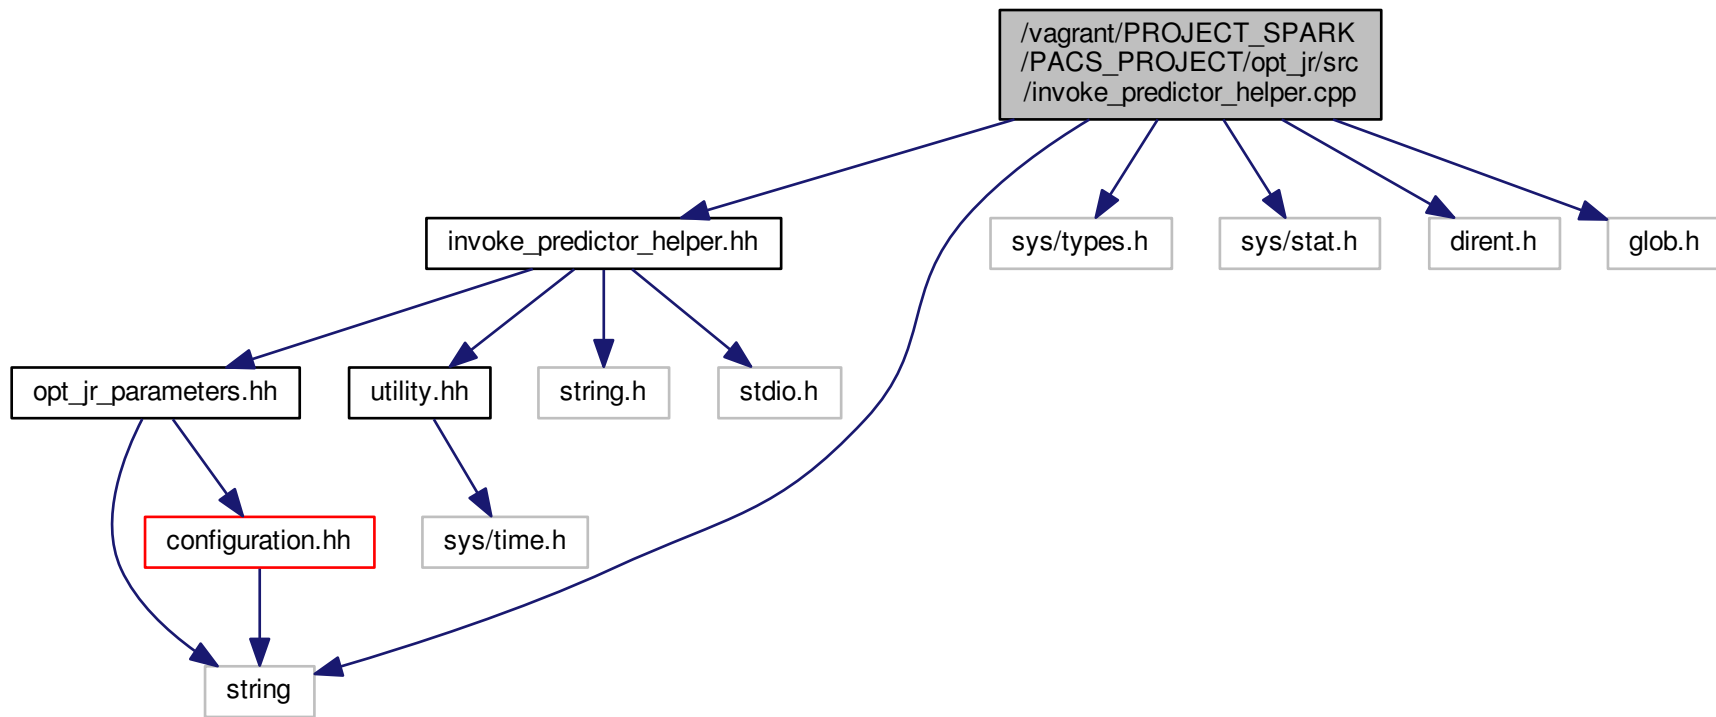 /vagrant/PROJECT_SPARK
/PACS_PROJECT/opt_jr/src
/invoke_predictor_helper.cpp
invoke_predictor_helper.hh
sys/types.h
sys/stat.h
dirent.h
glob.h
opt_jr_parameters.hh
utility.hh
string.h
stdio.h
configuration.hh
sys/time.h
string